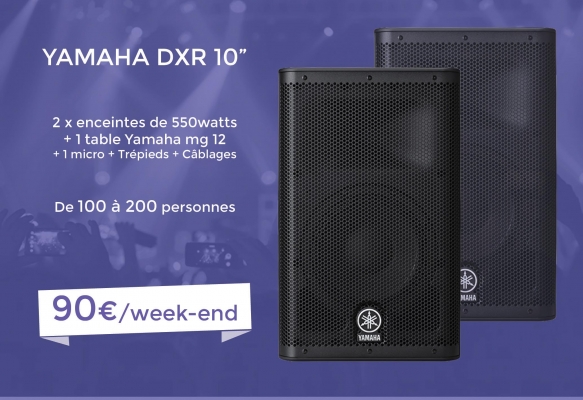 YAMAHA DXR 10”
2 x enceintes de 550watts
+ 1 table Yamaha mg 12
+ 1 micro + Trépieds + Câblages
De 100 à 200 personnes
90€/week-end
YAMAHA
YAMAHA